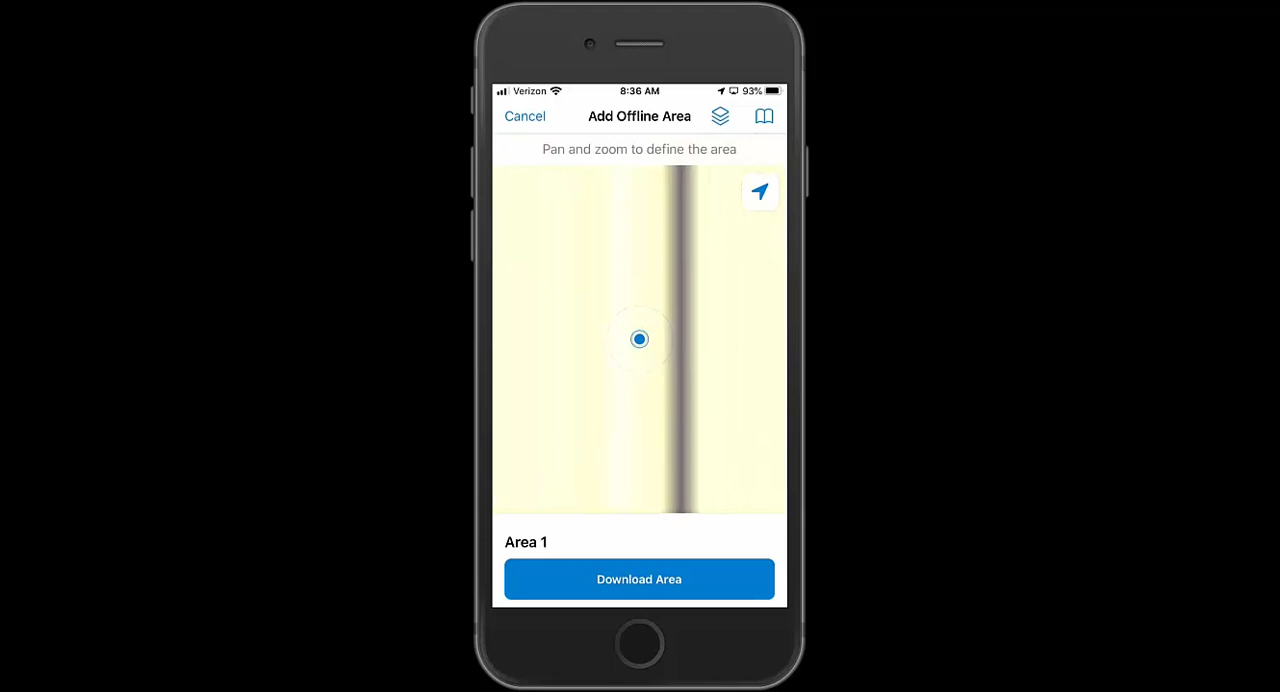 Verizon 8:36 AM 93%
Cancel Add Offline Area
Pan and zoom to define the area
Area 1
Download Area